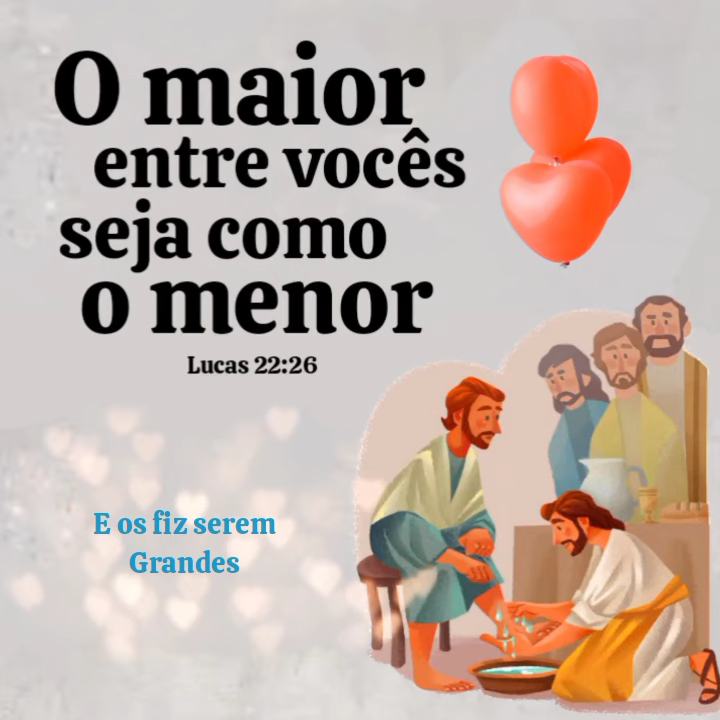 O maior
entre vocês
seja como
o menor
Lucas 22:26
E os fiz serem
Grandes